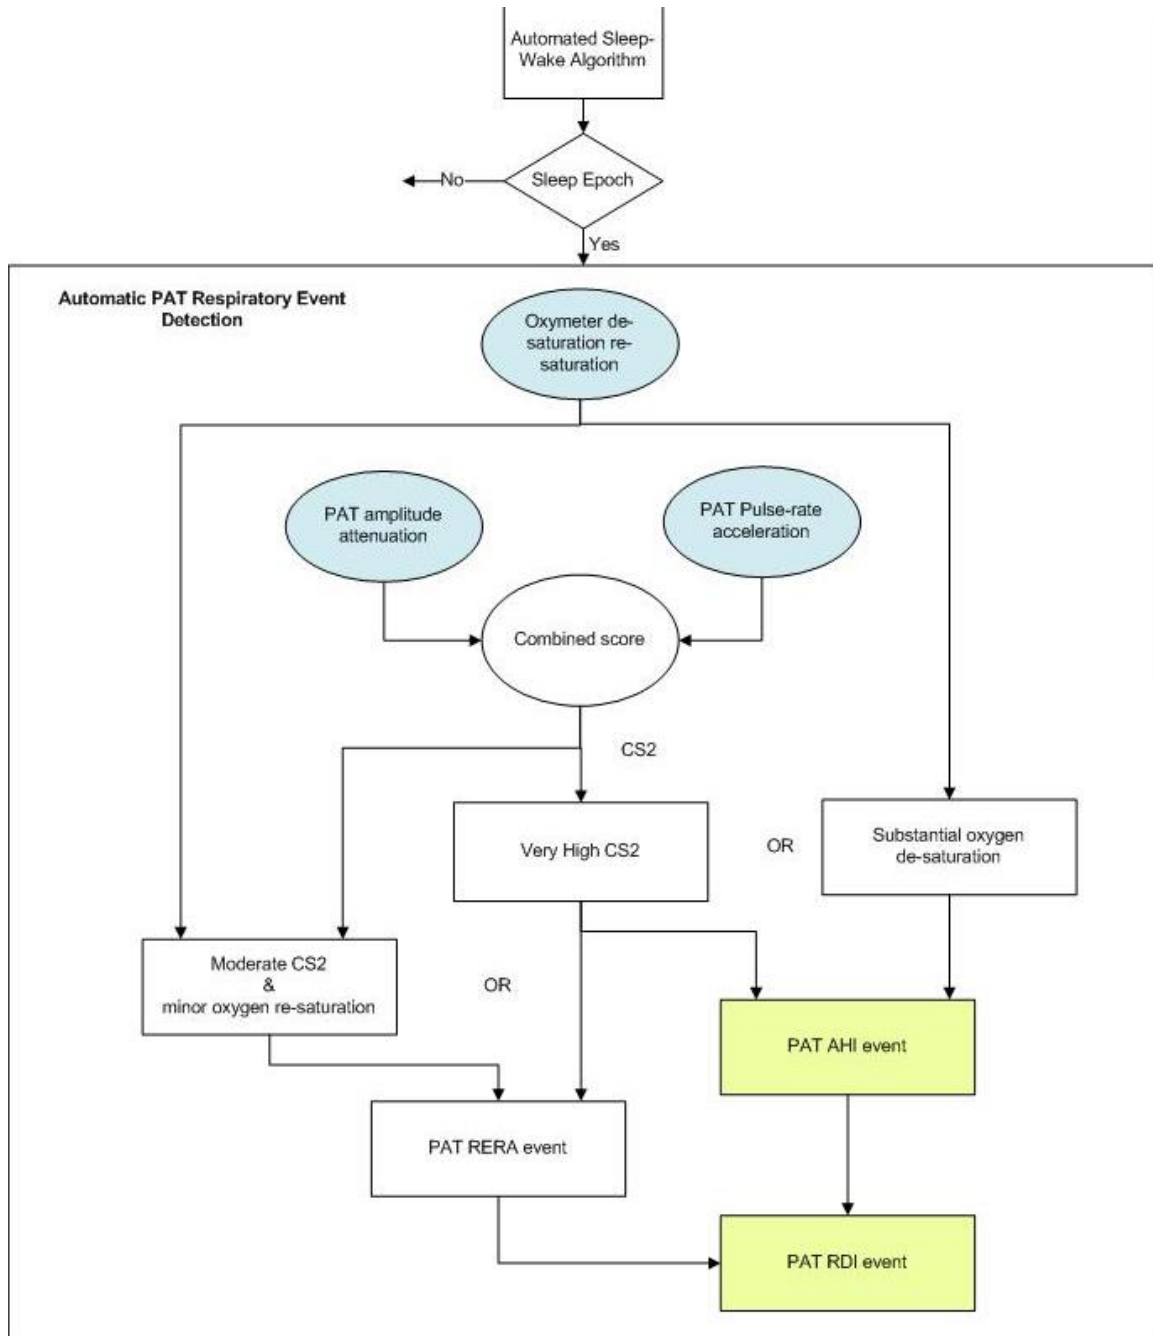 Automated Sleep-
Wake Algorithm
No
Sleep Epoch
Yes
Automatic PAT Respiratory Event
Detection
Oxymeter de-
saturation re-
saturation
PAT amplitude
attenuation
PAT Pulse-rate
acceleration
Combined score
CS2
Very High CS2
OR
Substantial oxygen
de-saturation
Moderate CS2
&
minor oxygen re-saturation
OR
PAT AHI event
PAT RERA event
PAT RDI event